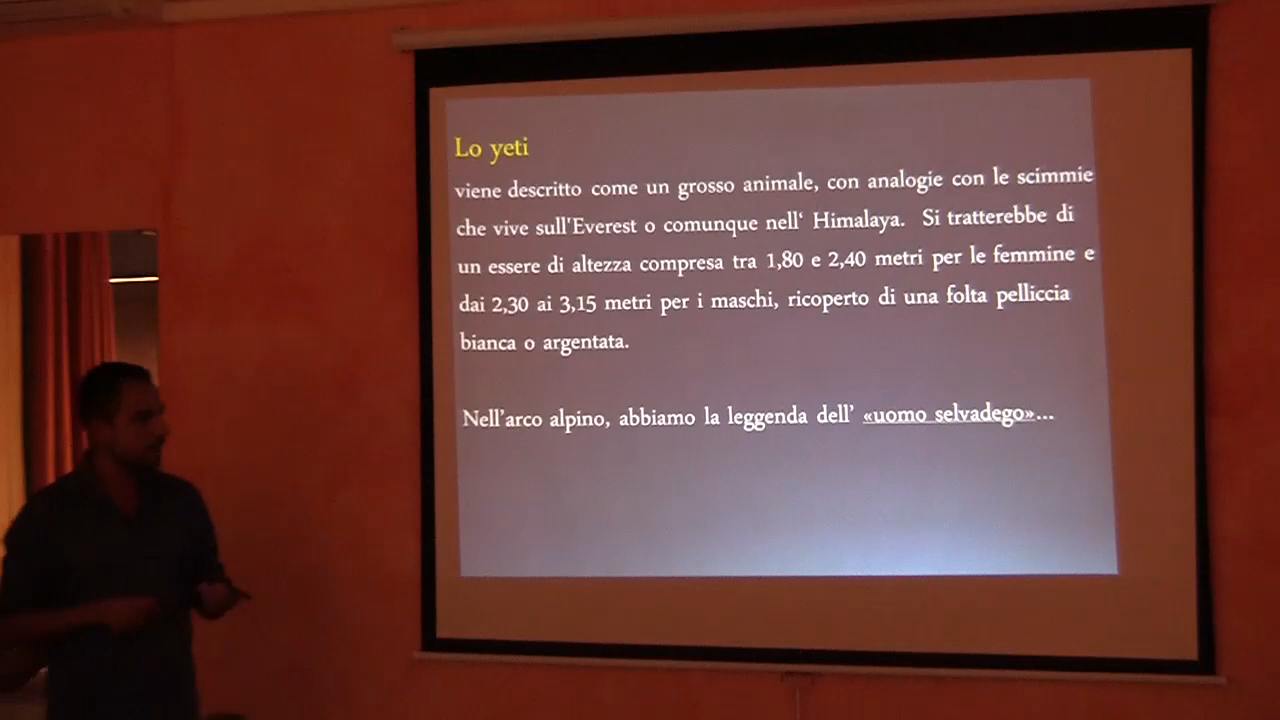 Lo yeti
viene descritto come un grosso animale, con analogie con le scimmie
che vive sull'Everest o comunque nell‘ Himalaya. Si tratterebbe di
un essere di altezza compresa tra 1,80 e 2,40 metri per le femmine e
dai 2,30 ai 3,15 metri per i maschi, ricoperto di una folta pelliccia
bianca o argentata.
Nell’arco alpino, abbiamo la leggenda dell’ «uomo selvadego»...